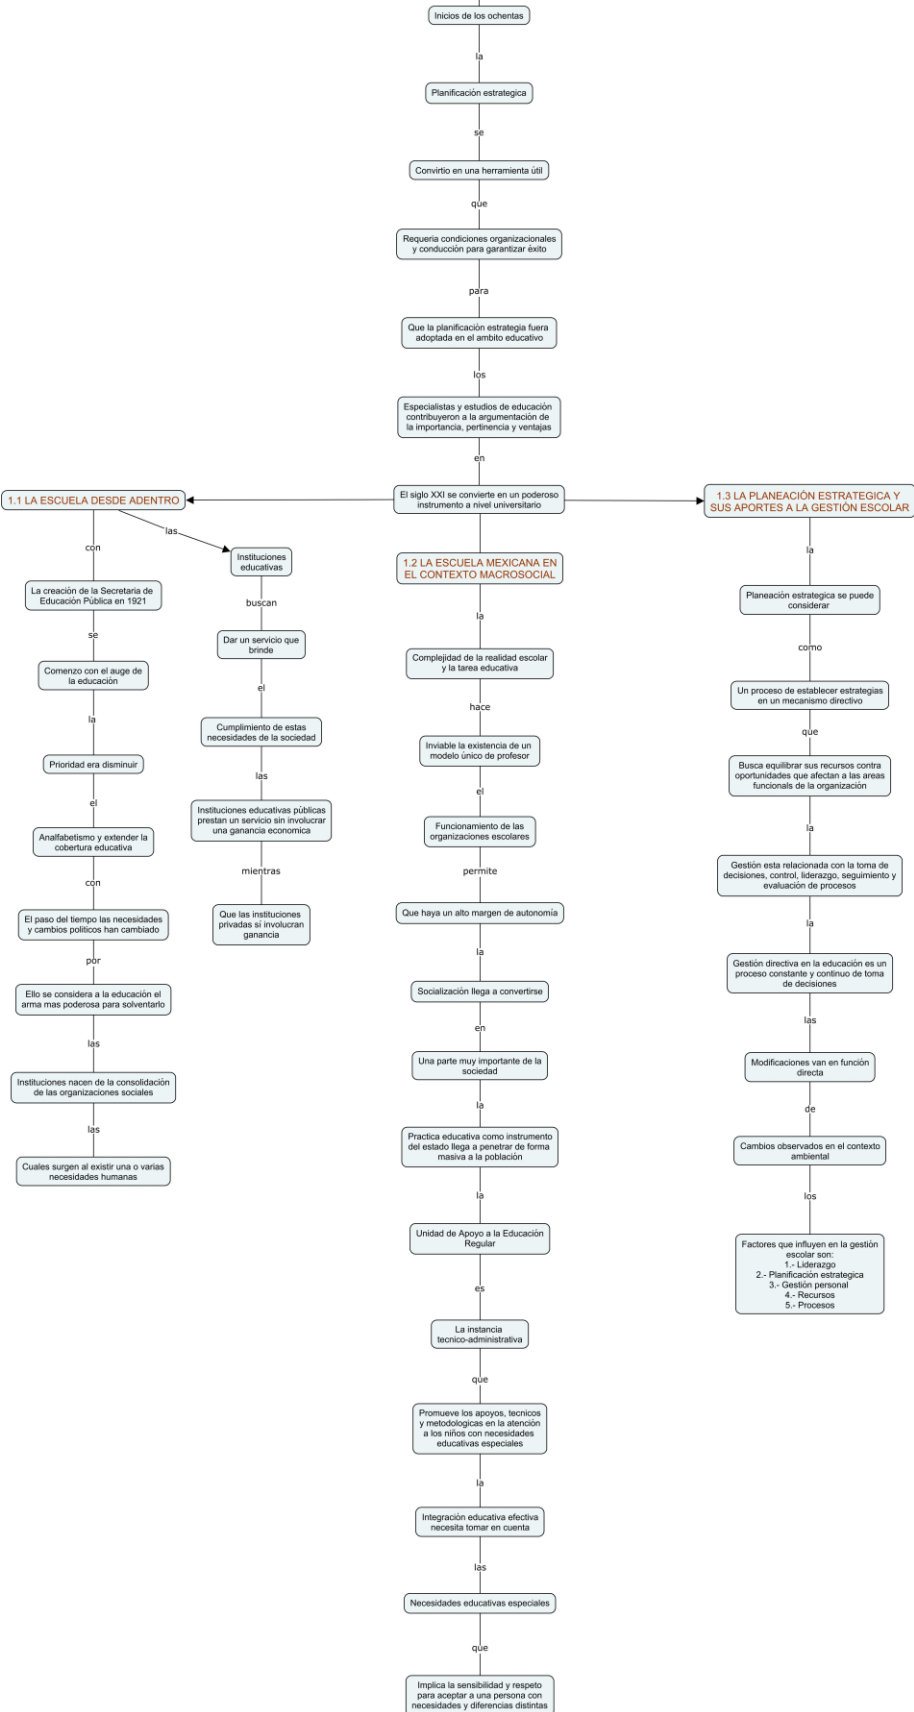 Inicios de los ochentas
la
Planificación estrategica
se
Convirtio en una herramienta útil
que
Requeria condiciones organizacionales
y conducción para garantizar èxito
para
Que la planificación estrategia fuera
adoptada en el ambito educativo
los
Especialistas y estudios de educación
contribuyeron a la argumentación de
la importancia, pertinencia y ventajas
en
El siglo XXI se convierte en un poderoso
instrumento a nivel universitario
1.1 LA ESCUELA DESDE ADENTRO
con
La creación de la Secretaria de
Educación Pública en 1921
se
Comenzo con el auge de
la educación
la
Prioridad era disminuir
el
Analfabetismo y extender la
cobertura educativa
con
El paso del tiempo las necesidades
y cambios politicos han cambiado
por
Ello se considera a la educación el
arma mas poderosa para solventarlo
las
Instituciones nacen de la consolidación
de las organizaciones sociales
las
Cuales surgen al existir una o varias
necesidades humanas
las
Instituciones
educativas
buscan
Dar un servicio que
brinde
el
Cumplimiento de estas
necesidades de la sociedad
las
Instituciones educativas públicas
prestan un servicio sin involucrar
una ganancia economica
mientras
Que las instituciones
privadas sí involucran
ganancia
1.2 LA ESCUELA MEXICANA EN
EL CONTEXTO MACROSOCIAL
la
Complejidad de la realidad escolar
y la tarea educativa
hace
Inviable la existencia de un
modelo único de profesor
el
Funcionamiento de las
organizaciones escolares
permite
Que haya un alto margen de autonomía
la
Socialización llega a convertirse
en
Una parte muy importante de la
sociedad
la
Practica educativa como instrumento
del estado llega a penetrar de forma
masiva a la población
la
Unidad de Apoyo a la Educación
Regular
es
La instancia
tecnico-administrativa
que
Promueve los apoyos, tecnicos
y metodologicas en la atención
a los niños con necesidades
educativas especiales
la
Integración educativa efectiva
necesita tomar en cuenta
las
Necesidades educativas especiales
que
Implica la sensibilidad y respeto
para aceptar a una persona con
necesidades y diferencias distintas
1.3 LA PLANEACIÓN ESTRATEGICA Y
SUS APORTES A LA GESTIÓN ESCOLAR
la
Planeación estrategica se puede
considerar
como
Un proceso de establecer estrategias
en un mecanismo directivo
que
Busca equilibrar sus recursos contra
oportunidades que afectan a las areas
funcionals de la organización
la
Gestión esta relacionada con la toma de
decisiones, control, liderazgo, seguimiento y
evaluación de procesos
la
Gestión directiva en la educación es un
proceso constante y continuo de toma
de decisiones
las
Modificaciones van en función
directa
de
Cambios observados en el contexto
ambiental
los
Factores que influyen en la gestión
escolar son:
1.- Liderazgo
2.- Planificación estrategica
3.- Gestión personal
4.- Recursos
5.- Procesos